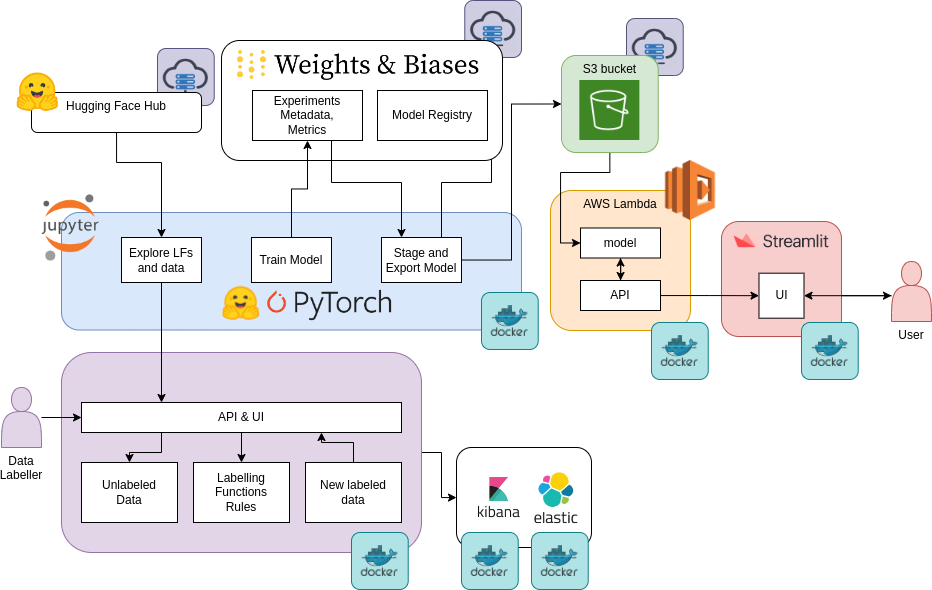 Weights & Biases
S3 bucket
Hugging Face Hub
Experiments
Metadata,
Metrics
Model Registry
AWS Lambda
jupyter
Explore LFs
and data
Train Model
Stage and
Export Model
model
API
Streamlit
UI
User
PyTorch
docker
docker
docker
API & UI
Data
Labeller
Unlabeled
Data
Labelling
Functions
Rules
New labeled
data
kibana
elastic
docker
docker
docker